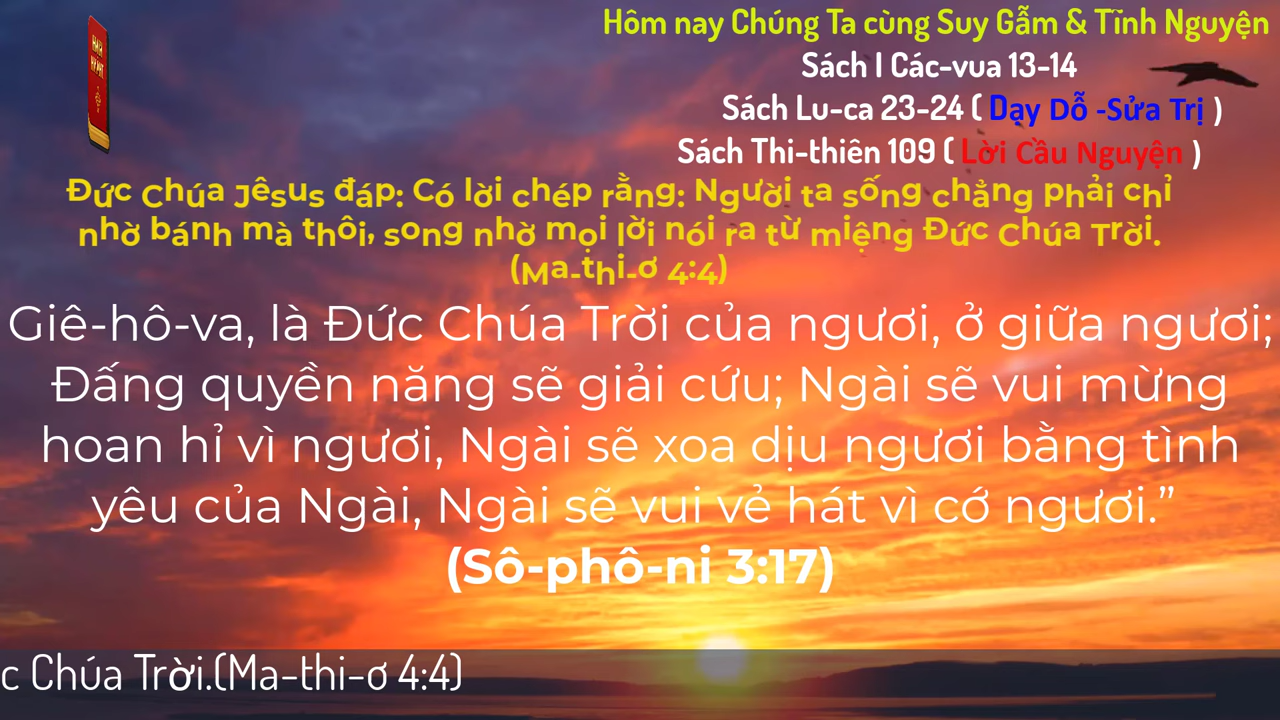 Hôm nay Chúng Ta cùng Suy Gẫm & Tĩnh Nguyện
Sách I Các-vua 13-14
Sách Lu-ca 23-24 ( Dạy Dỗ -Sửa Trị )
Sách Thi-thiên 109 ( Lời Cầu Nguyện )
Đức Chúa Jêsus đáp: Có lời chép rằng: Người ta sống chẳng phải chỉ
nhờ bánh mà thôi, song nhờ mọi lời nói ra từ miệng Đức Chúa Trời.
(Ma-thi-ơ 4:4)
Giê-hô-va, là Đức Chúa Trời của ngươi, ở giữa ngươi;
Đấng quyền năng sẽ giải cứu; Ngài sẽ vui mừng
hoan hỉ vì ngươi, Ngài sẽ xoa dịu ngươi bằng tình
yêu của Ngài, Ngài sẽ vui vẻ hát vì cớ ngươi.”
(Sô-phô-ni 3:17)
c Chúa Trời.(Ma-thi-ơ 4:4)